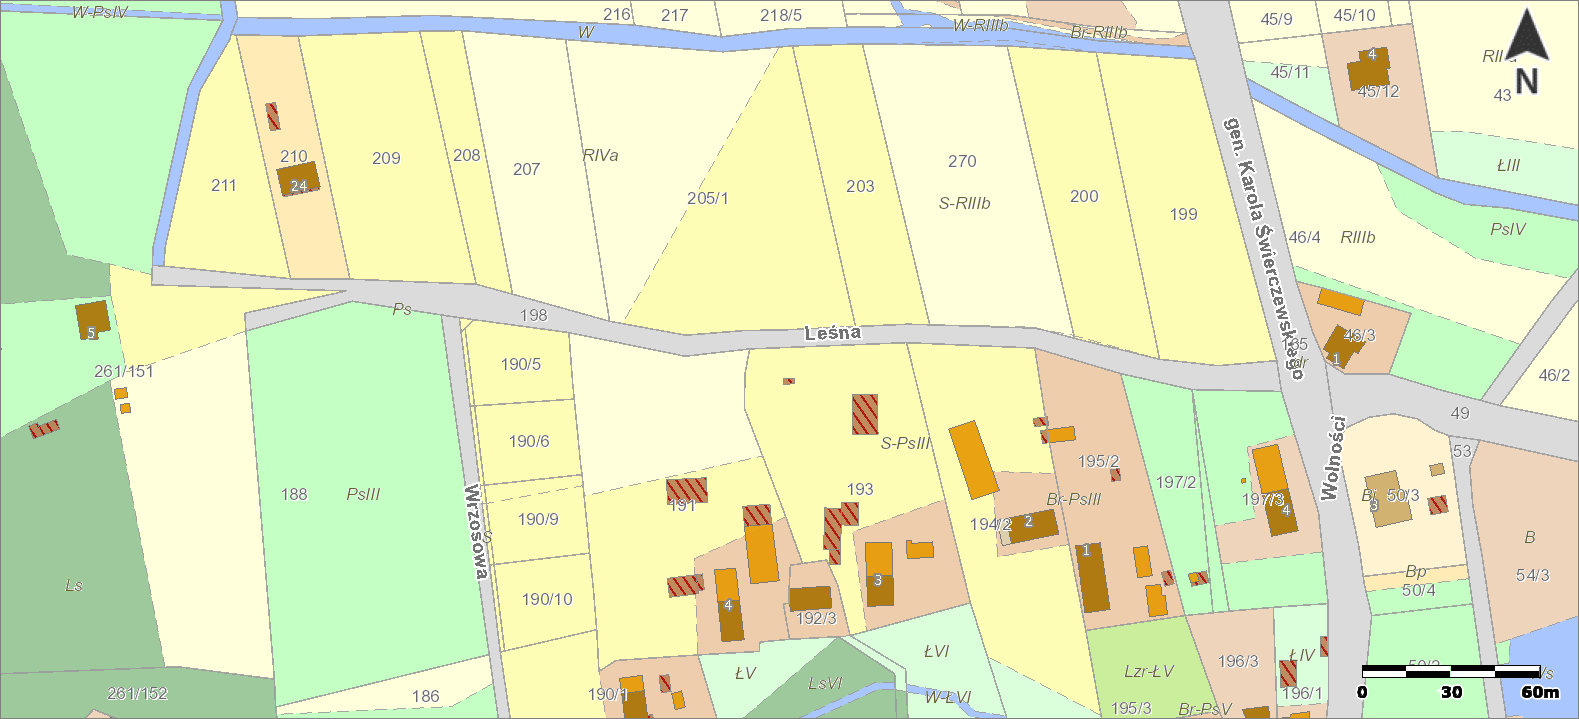 W-PsIV
216
217
218/5
W
W-RIIIb
Br-RIIIb
45/9
45/10
4
45/11
45/12
43
N
ŁIII
211
210
24
209
208
207
RIVa
205/1
203
270
S-RIIIb
200
199
gen. Karola Świerczewskiego
46/4
RIIIb
PsIV
Ps
198
Leśna
5
261/151
46/3
1
46/2
49
53
190/5
190/6
190/9
190/10
S
Wrzosowa
188
PsIII
191
S-PsIII
193
194/2
2
Br-PsIII
195/2
1
197/2
197/3
4
Wolności
50/3
3
B
54/3
Bp
50/4
Ls
4
192/3
3
ŁVI
ŁV
LsVI
W-ŁVI
Lzr-ŁV
195/3
196/3
Br-PsV
ŁIV
196/1
261/152
186
190/1
0
30
60m